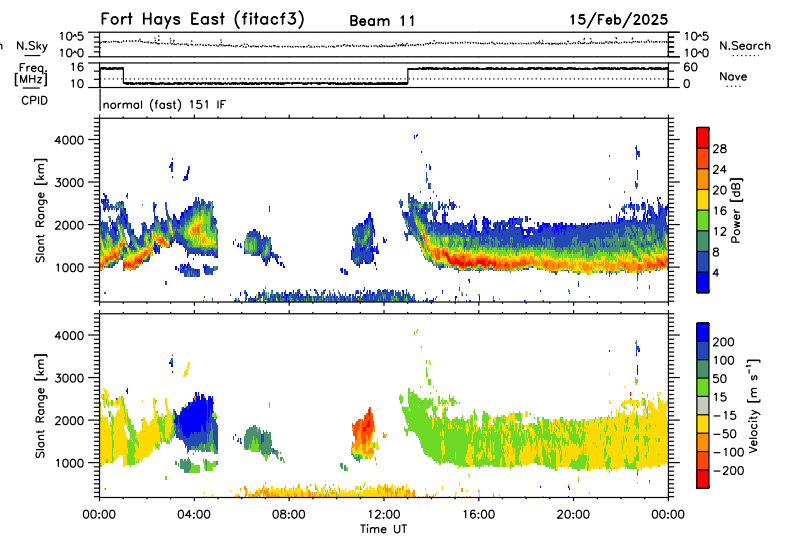 Fort Hays East (fitacf3) Beam 11 15/Feb/2025
n N.Sky 10^5 10^5 N.Search
10^0 10^0
Freq. 16 60 Nave
[MHz] 10 0
CPID normal (fast) 151 IF
Slant Range [km] 4000 3000 2000 1000
28 24 20 16 12 8 4 Power [dB]
Slant Range [km] 4000 3000 2000 1000
200 100 50 15 -15 -50 -100 -200 Velocity [m s⁻¹]
00:00 04:00 08:00 12:00 16:00 20:00 00:00
Time UT